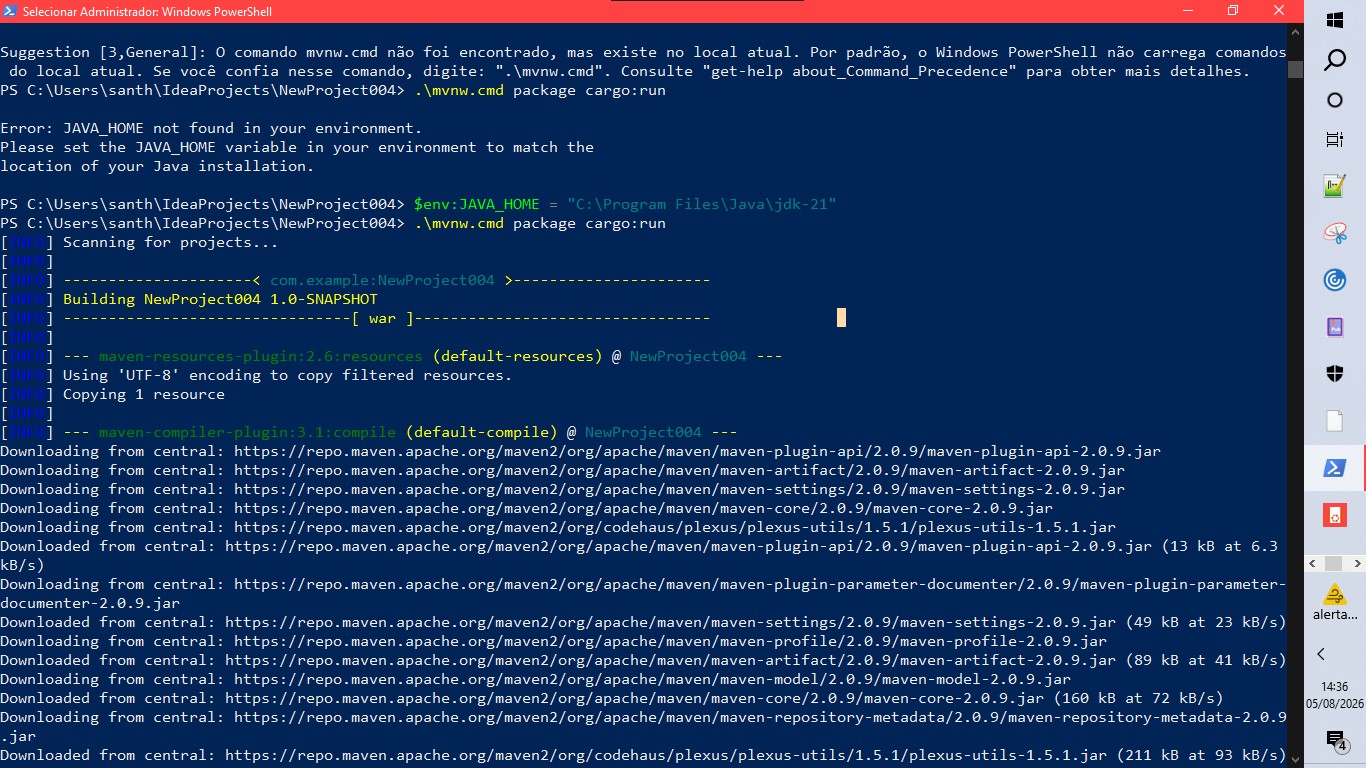 Selecionar Administrador: Windows PowerShell
Suggestion [3,General]: O comando mvnw.cmd não foi encontrado, mas existe no local atual. Por padrão, o Windows PowerShell não carrega comandos
do local atual. Se você confia nesse comando, digite: ".\mvnw.cmd". Consulte "get-help about_Command_Precedence" para obter mais detalhes.
PS C:\Users\santh\IdeaProjects\NewProject004> .\mvnw.cmd package cargo:run
Error: JAVA_HOME not found in your environment.
Please set the JAVA_HOME variable in your environment to match the
location of your Java installation.
PS C:\Users\santh\IdeaProjects\NewProject004> $env:JAVA_HOME = "C:\Program Files\Java\jdk-21"
PS C:\Users\santh\IdeaProjects\NewProject004> .\mvnw.cmd package cargo:run
[INFO] Scanning for projects...
[INFO]
[INFO] ---------------------< com.example:NewProject004 >----------------------
[INFO] Building NewProject004 1.0-SNAPSHOT
[INFO] --------------------------------[ war ]---------------------------------
[INFO]
[INFO] --- maven-resources-plugin:2.6:resources (default-resources) @ NewProject004 ---
[INFO] Using 'UTF-8' encoding to copy filtered resources.
[INFO] Copying 1 resource
[INFO]
[INFO] --- maven-compiler-plugin:3.1:compile (default-compile) @ NewProject004 ---
Downloading from central: https://repo.maven.apache.org/maven2/org/apache/maven/maven-plugin-api/2.0.9/maven-plugin-api-2.0.9.jar
Downloading from central: https://repo.maven.apache.org/maven2/org/apache/maven/maven-artifact/2.0.9/maven-artifact-2.0.9.jar
Downloading from central: https://repo.maven.apache.org/maven2/org/apache/maven/maven-settings/2.0.9/maven-settings-2.0.9.jar
Downloading from central: https://repo.maven.apache.org/maven2/org/apache/maven/maven-core/2.0.9/maven-core-2.0.9.jar
Downloading from central: https://repo.maven.apache.org/maven2/org/codehaus/plexus/plexus-utils/1.5.1/plexus-utils-1.5.1.jar
Downloaded from central: https://repo.maven.apache.org/maven2/org/apache/maven/maven-plugin-api/2.0.9/maven-plugin-api-2.0.9.jar (13 kB at 6.3
kB/s)
Downloading from central: https://repo.maven.apache.org/maven2/org/apache/maven/maven-plugin-parameter-documenter/2.0.9/maven-plugin-parameter-
documenter-2.0.9.jar
Downloaded from central: https://repo.maven.apache.org/maven2/org/apache/maven/maven-settings/2.0.9/maven-settings-2.0.9.jar (49 kB at 23 kB/s)
Downloading from central: https://repo.maven.apache.org/maven2/org/apache/maven/maven-profile/2.0.9/maven-profile-2.0.9.jar
Downloaded from central: https://repo.maven.apache.org/maven2/org/apache/maven/maven-artifact/2.0.9/maven-artifact-2.0.9.jar (89 kB at 41 kB/s)
Downloading from central: https://repo.maven.apache.org/maven2/org/apache/maven/maven-model/2.0.9/maven-model-2.0.9.jar
Downloaded from central: https://repo.maven.apache.org/maven2/org/apache/maven/maven-core/2.0.9/maven-core-2.0.9.jar (160 kB at 72 kB/s)
Downloading from central: https://repo.maven.apache.org/maven2/org/apache/maven/maven-repository-metadata/2.0.9/maven-repository-metadata-2.0.9
.jar
Downloaded from central: https://repo.maven.apache.org/maven2/org/codehaus/plexus/plexus-utils/1.5.1/plexus-utils-1.5.1.jar (211 kB at 93 kB/s)
alerta...
14:36
05/08/2026
4